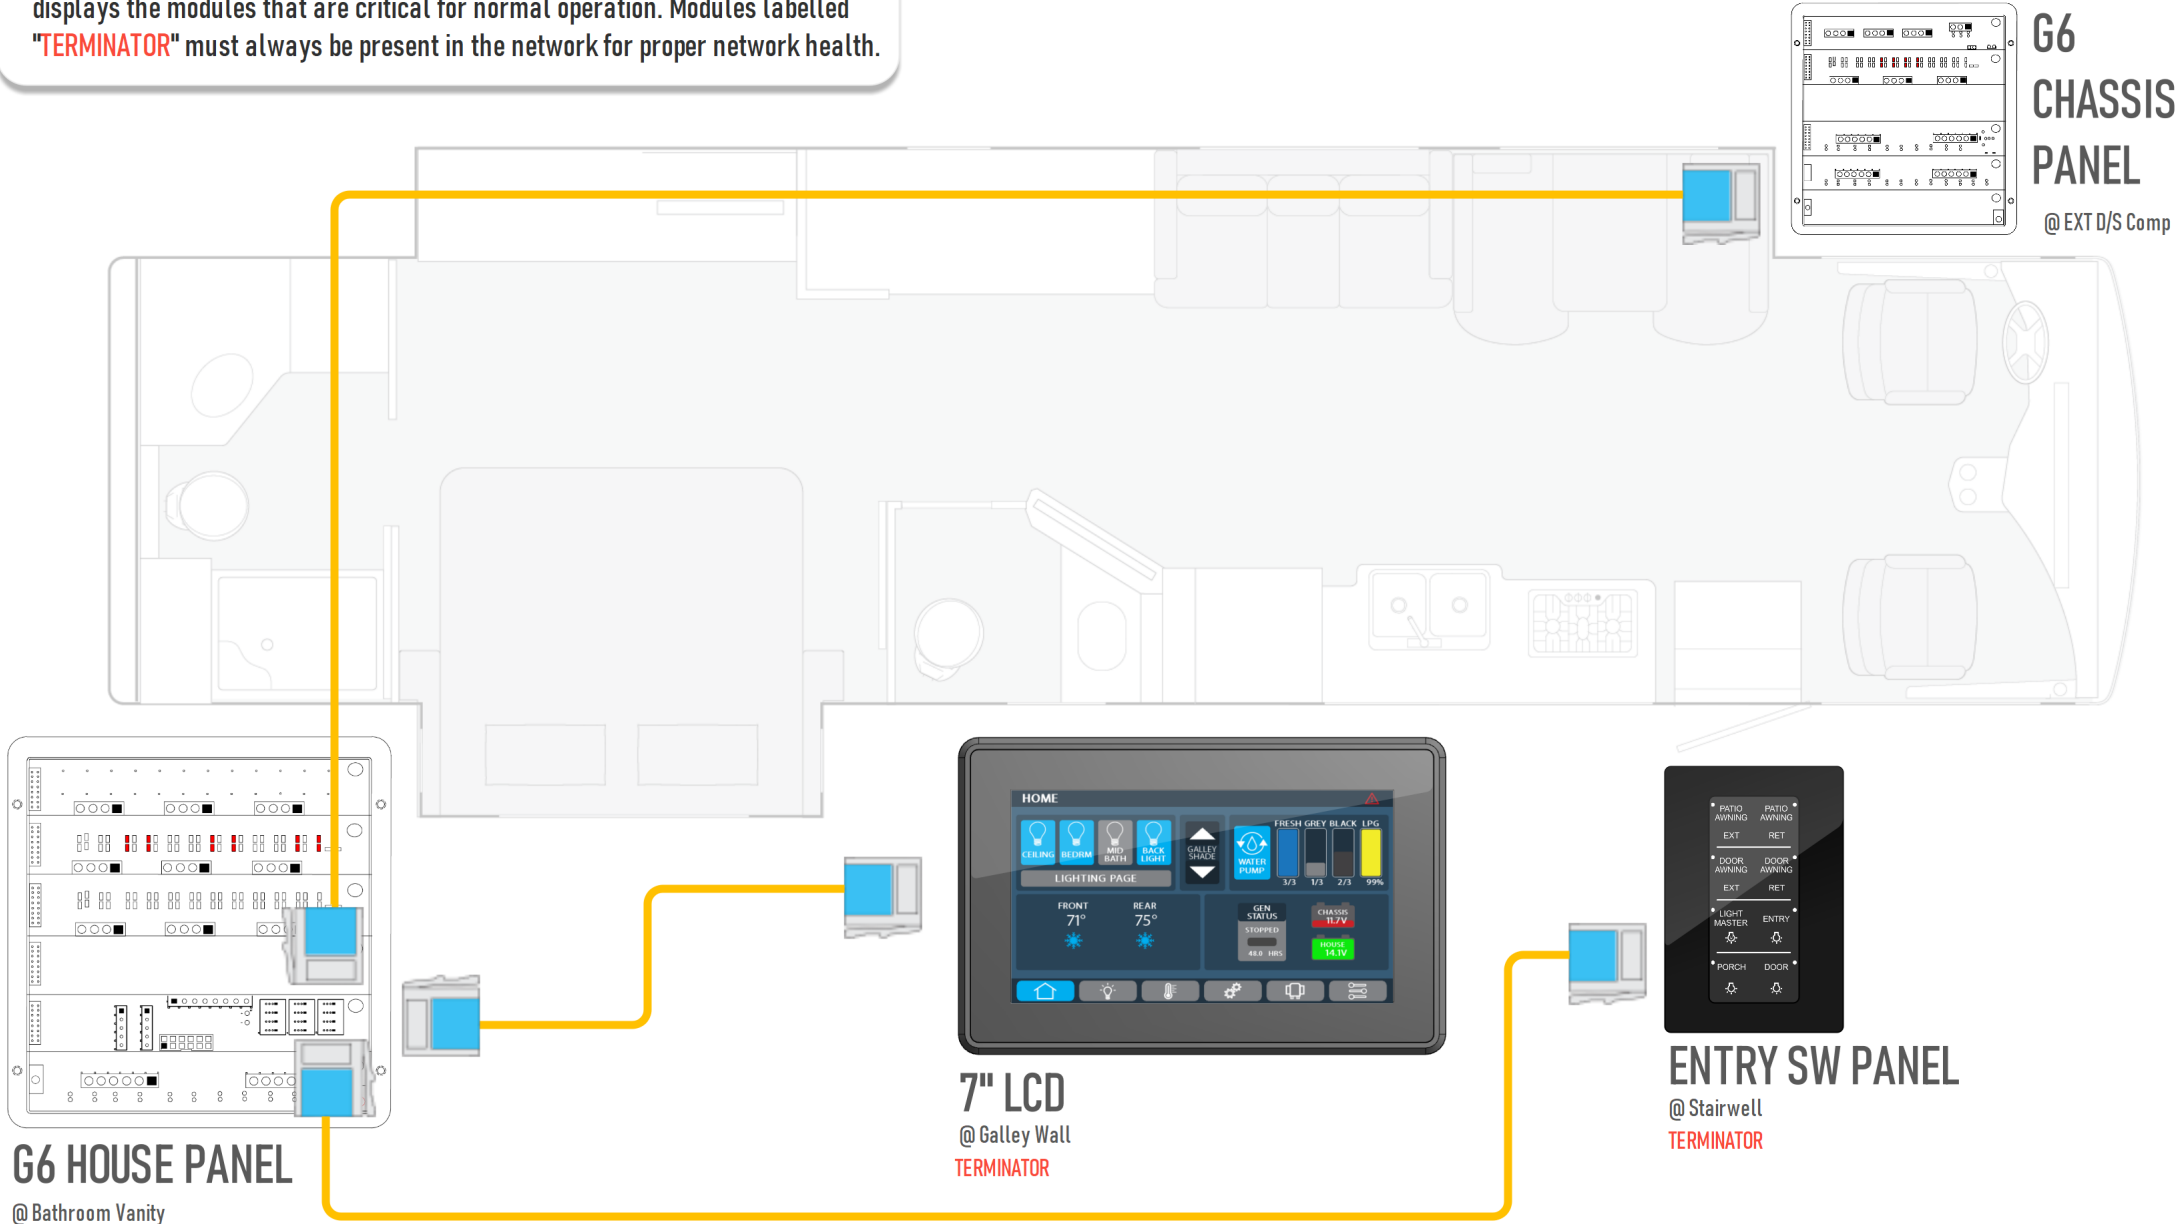 displays the modules that are critical for normal operation. Modules labelled
"TERMINATOR" must always be present in the network for proper network health.
G6
CHASSIS
PANEL
@ EXT D/S Comp
HOME
CEILING
BEDRM
MID
BATH
BACK
LIGHT
LIGHTING PAGE
GALLEY
SHADE
WATER
PUMP
FRESH GREY BLACK LPG
3/3 1/3 2/3 99%
FRONT
71°
REAR
75°
GEN
STATUS
STOPPED
48.0 HRS
CHASSIS
11.7V
HOUSE
14.1V
PATIO
AWNING
PATIO
AWNING
EXT RET
DOOR
AWNING
DOOR
AWNING
EXT RET
LIGHT
MASTER
ENTRY
PORCH DOOR
7" LCD
@ Galley Wall
TERMINATOR
ENTRY SW PANEL
@ Stairwell
TERMINATOR
G6 HOUSE PANEL
@ Bathroom Vanity